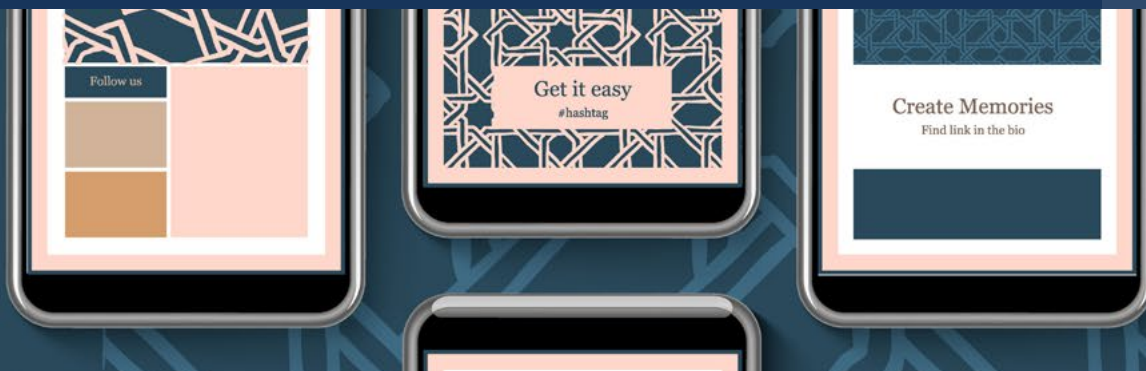 Follow us
Get it easy
#hashtag
Create Memories
Find link in the bio